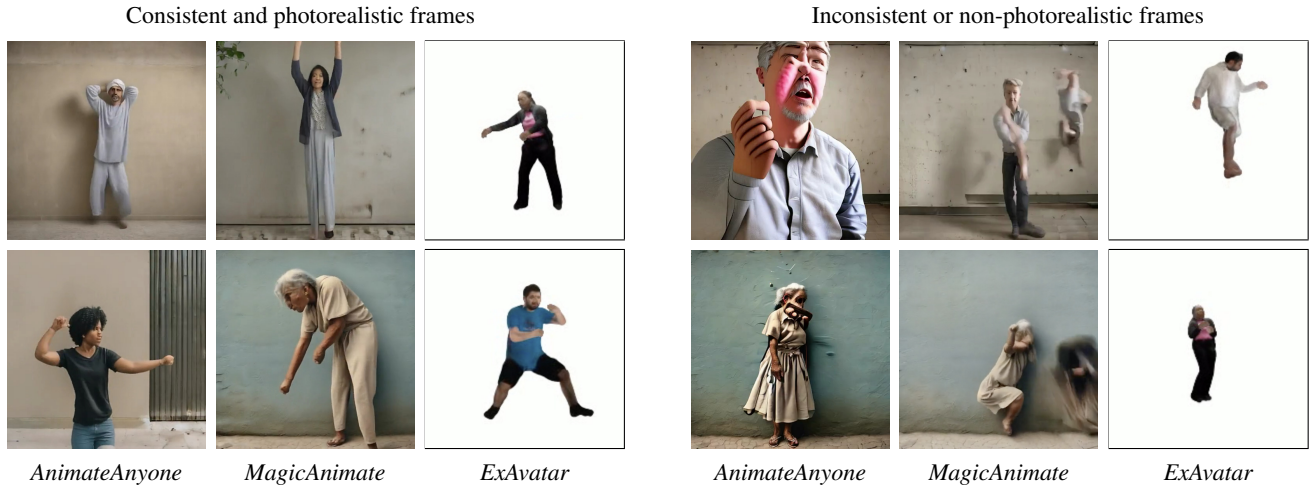 Consistent and photorealistic frames
Inconsistent or non-photorealistic frames
AnimateAnyone
MagicAnimate
ExAvatar
AnimateAnyone
MagicAnimate
ExAvatar